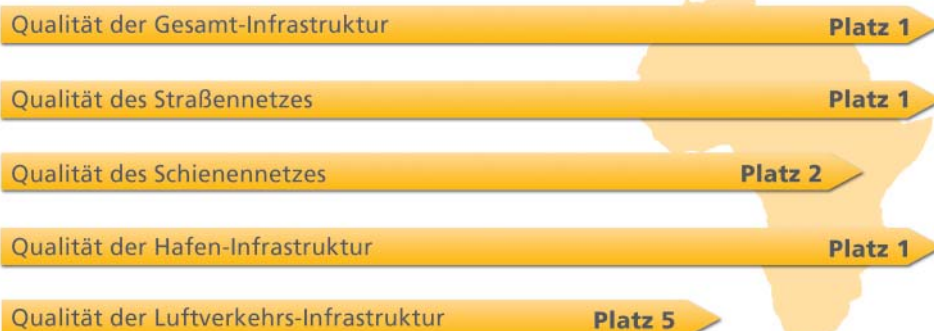 Qualität der Gesamt-Infrastruktur Platz 1
Qualität des Straßennetzes Platz 1
Qualität des Schienennetzes Platz 2
Qualität der Hafen-Infrastruktur Platz 1
Qualität der Luftverkehrs-Infrastruktur Platz 5